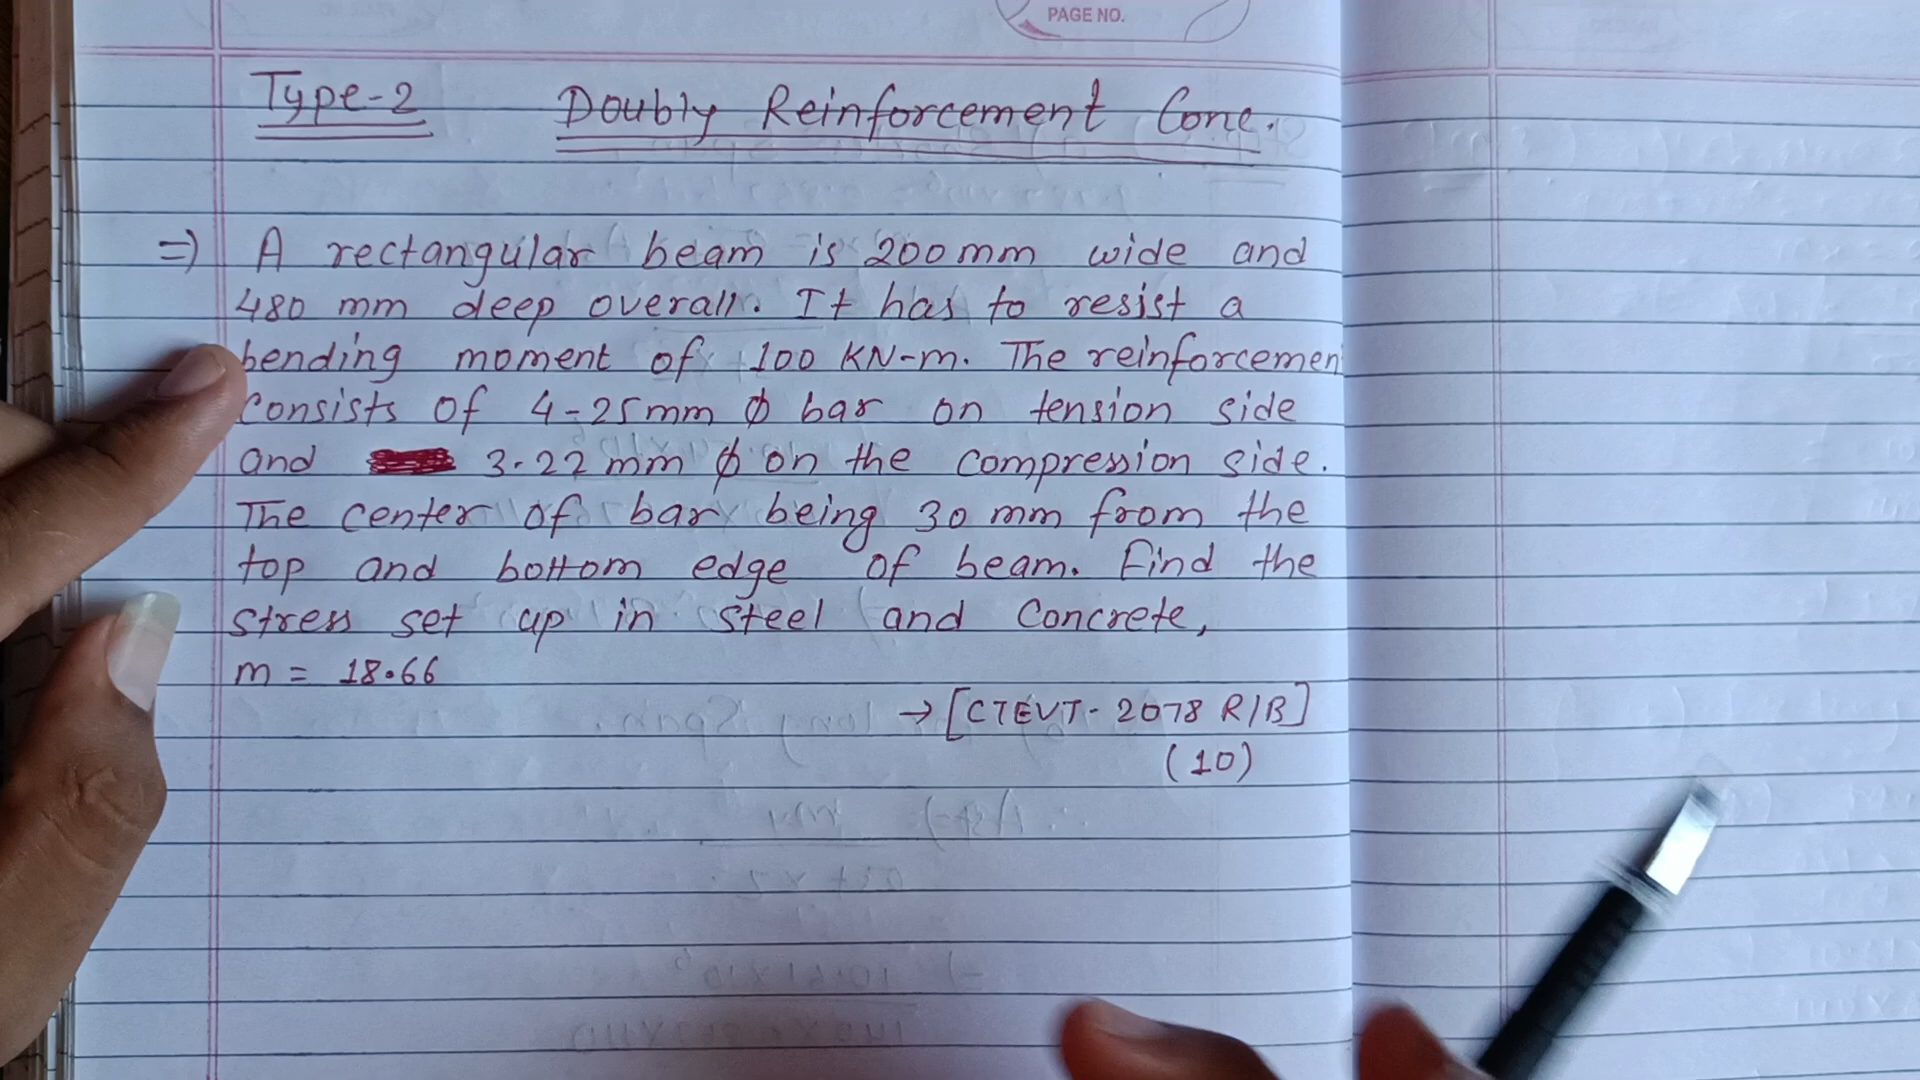 PAGE NO.
Type-2 Doubly Reinforcement Conc.
=) A rectangular beam is 200mm wide and
480 mm deep overall. It has to resist a
bending moment of 100 KN-m. The reinforcemen
consists of 4-25mm ϕ bar on tension side
and 3-22mm ϕ on the compression side.
The center of bar being 30 mm from the
top and bottom edge of beam. Find the
stress set up in steel and concrete,
m = 18.66
→ [CTEVT- 2078 R/B]
(10)